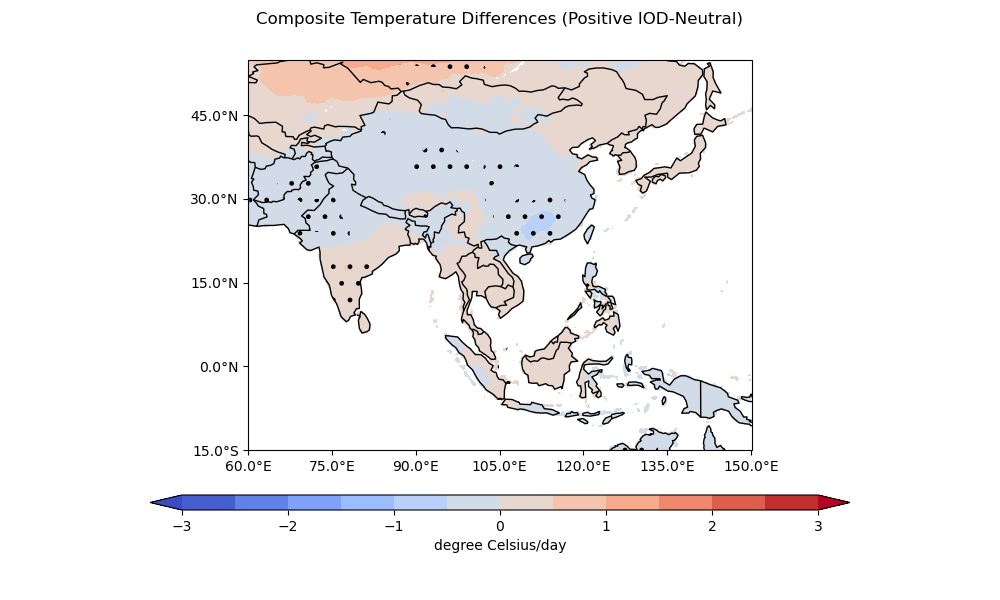 Composite Temperature Differences (Positive IOD-Neutral)
45.0°N
30.0°N
15.0°N
0.0°N
15.0°S
60.0°E 75.0°E 90.0°E 105.0°E 120.0°E 135.0°E 150.0°E
−3 −2 −1 0 1 2 3
degree Celsius/day